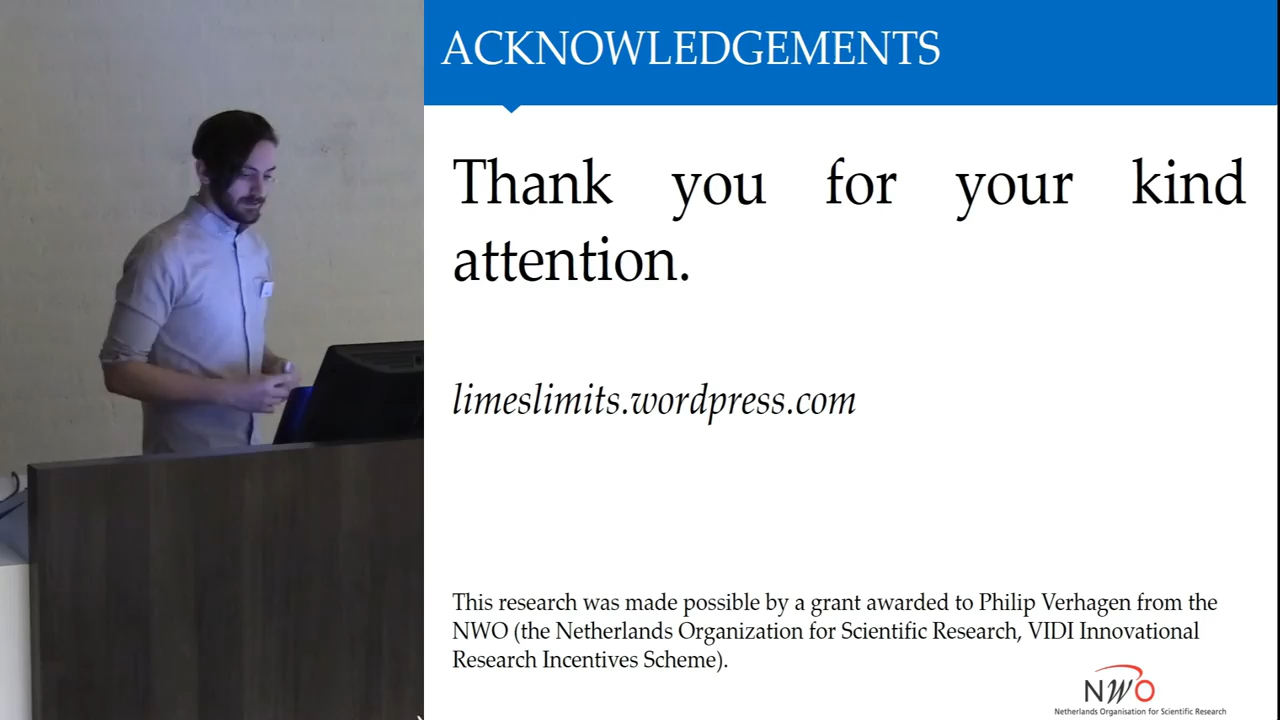 ACKNOWLEDGEMENTS
Thank you for your kind
attention.
limeslimits.wordpress.com
This research was made possible by a grant awarded to Philip Verhagen from the
NWO (the Netherlands Organization for Scientific Research, VIDI Innovational
Research Incentives Scheme).
NWO
Netherlands Organisation for Scientific Research